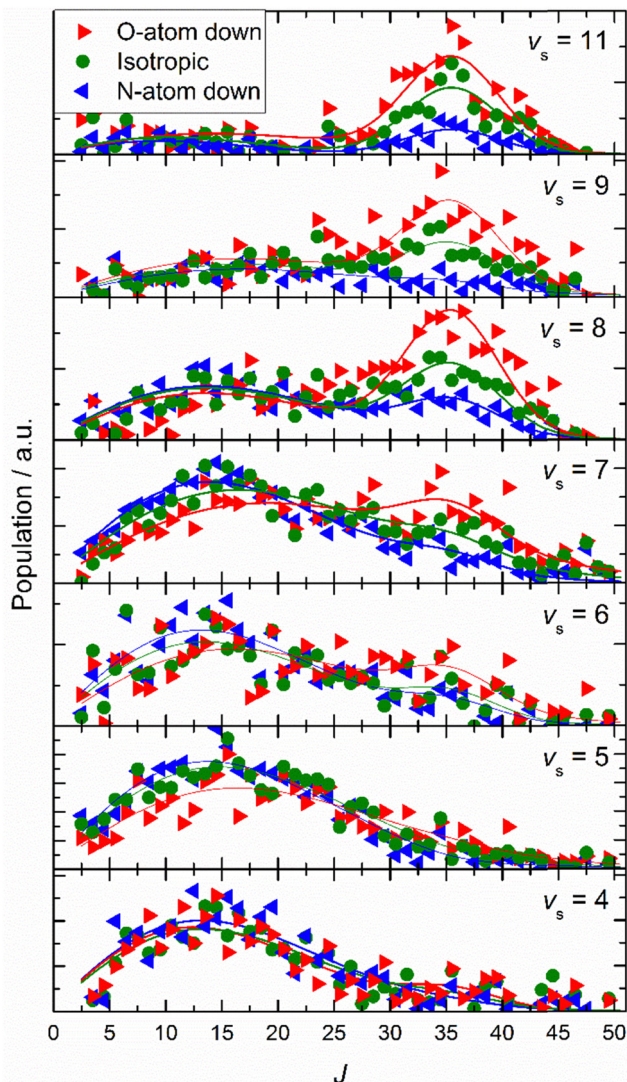 O-atom down
Isotropic
N-atom down
vs = 11
vs = 9
vs = 8
vs = 7
vs = 6
vs = 5
vs = 4
Population / a.u.
0 5 10 15 20 25 30 35 40 45 50
J